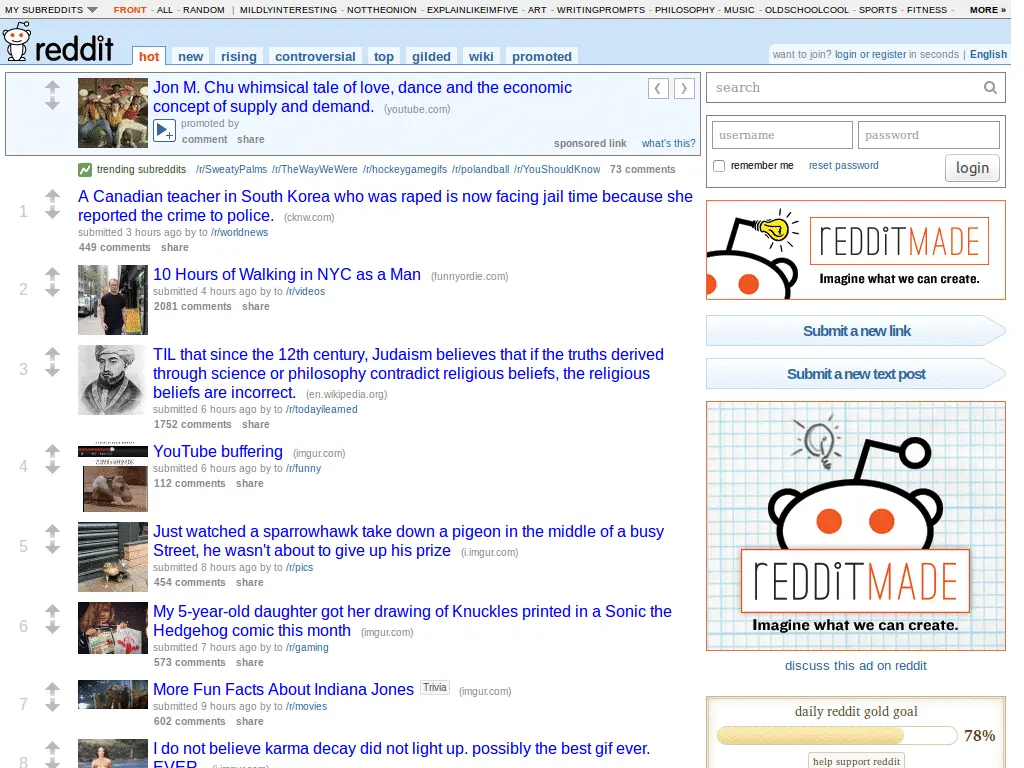 MY SUBREDDITS FRONT - ALL - RANDOM | MILDLYINTERESTING - NOTTHEONION - EXPLAINLIKEIMFIVE - ART - WRITINGPROMPTS - PHILOSOPHY - MUSIC - OLDSCHOOLCOOL - SPORTS - FITNESS - MORE »
reddit hot new rising controversial top gilded wiki promoted
want to join? login or register in seconds | English
Jon M. Chu whimsical tale of love, dance and the economic
concept of supply and demand. (youtube.com)
promoted by
comment share
sponsored link what's this?
trending subreddits /r/SweatyPalms /r/TheWayWeWere /r/hockeygamegifs /r/polandball /r/YouShouldKnow 73 comments
1
A Canadian teacher in South Korea who was raped is now facing jail time because she
reported the crime to police. (cknw.com)
submitted 3 hours ago by to /r/worldnews
449 comments share
2
10 Hours of Walking in NYC as a Man (funnyordie.com)
submitted 4 hours ago by to /r/videos
2081 comments share
3
TIL that since the 12th century, Judaism believes that if the truths derived
through science or philosophy contradict religious beliefs, the religious
beliefs are incorrect. (en.wikipedia.org)
submitted 6 hours ago by to /r/todayilearned
1752 comments share
4
YouTube buffering (imgur.com)
submitted 6 hours ago by to /r/funny
112 comments share
5
Just watched a sparrowhawk take down a pigeon in the middle of a busy
Street, he wasn't about to give up his prize (i.imgur.com)
submitted 8 hours ago by to /r/pics
454 comments share
6
My 5-year-old daughter got her drawing of Knuckles printed in a Sonic the
Hedgehog comic this month (imgur.com)
submitted 7 hours ago by to /r/gaming
573 comments share
7
More Fun Facts About Indiana Jones Trivia (imgur.com)
submitted 9 hours ago by to /r/movies
602 comments share
8
I do not believe karma decay did not light up. possibly the best gif ever.
EVER. (i.imgur.com)
search
username password
remember me reset password login
REDDiTMADE
Imagine what we can create.
Submit a new link
Submit a new text post
REDDiTMADE
Imagine what we can create.
discuss this ad on reddit
daily reddit gold goal
78%
help support reddit